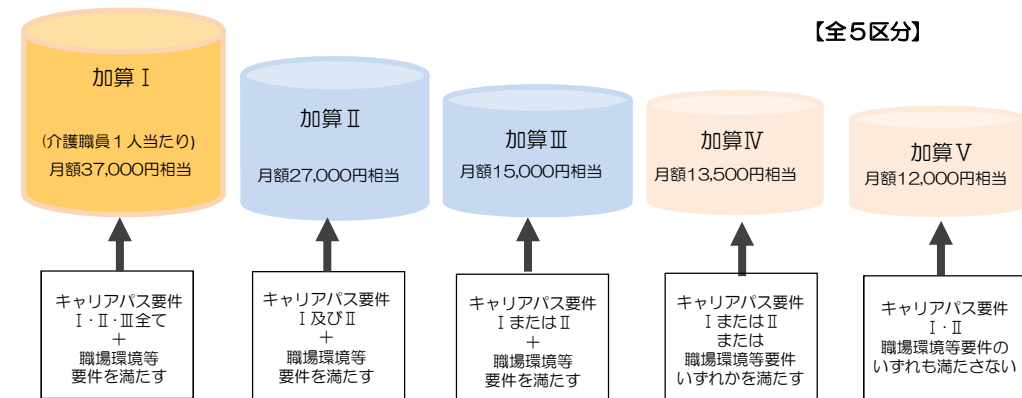 【全5区分】
加算Ⅰ
(介護職員1人当たり)
月額37,000円相当
加算Ⅱ
月額27,000円相当
加算Ⅲ
月額15,000円相当
加算Ⅳ
月額13,500円相当
加算Ⅴ
月額12,000円相当
キャリアパス要件
Ⅰ・Ⅱ・Ⅲ全て
+
職場環境等
要件を満たす
キャリアパス要件
Ⅰ及びⅡ
+
職場環境等
要件を満たす
キャリアパス要件
ⅠまたはⅡ
+
職場環境等
要件を満たす
キャリアパス要件
ⅠまたはⅡ
または
職場環境等要件
いずれかを満たす
キャリアパス要件
Ⅰ・Ⅱ
職場環境等要件の
いずれも満たさない